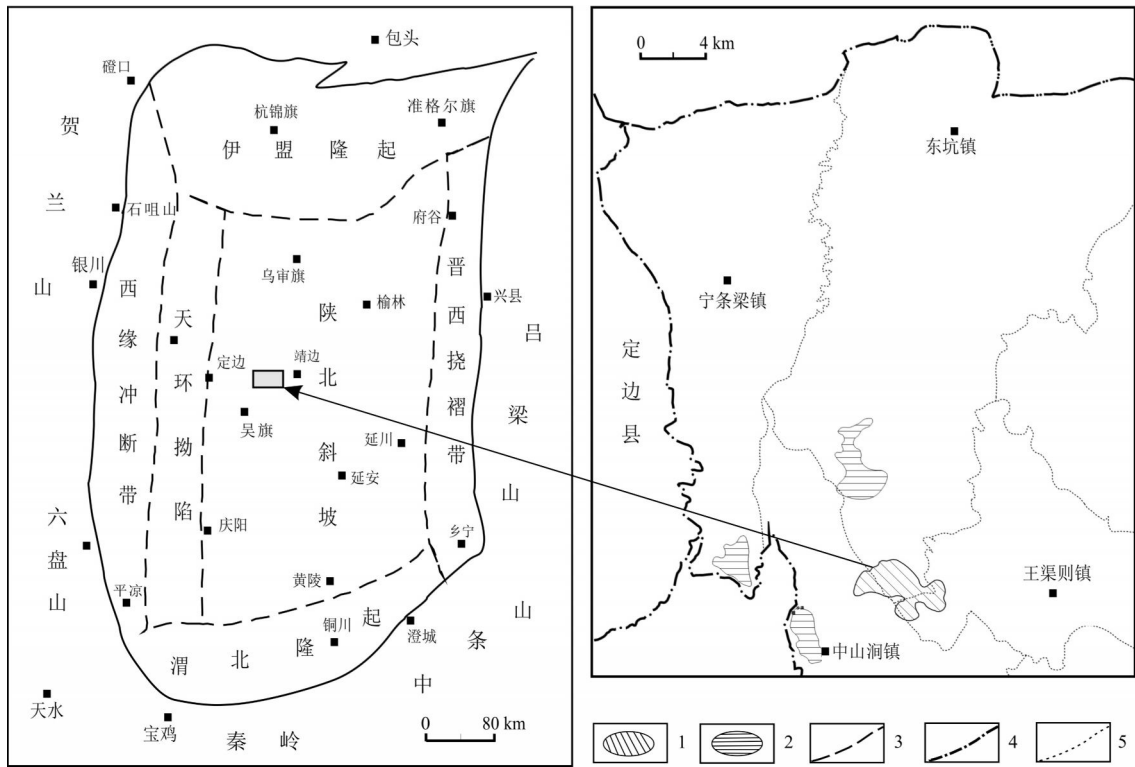 包头
磴口
贺兰山
杭锦旗
准格尔旗
伊盟隆起
石咀山
府谷
银川
乌审旗
榆林
兴县
西缘冲断带
天环拗陷
陕北斜坡
晋西挠褶带
吕梁山
定边
靖边
吴旗
延川
延安
六盘山
庆阳
乡宁
平凉
黄陵
铜川
澄城
渭北隆起
中条山
天水
宝鸡
秦岭
0 80 km
0 4 km
东坑镇
宁条梁镇
定边县
王渠则镇
中山涧镇
1
2
3
4
5